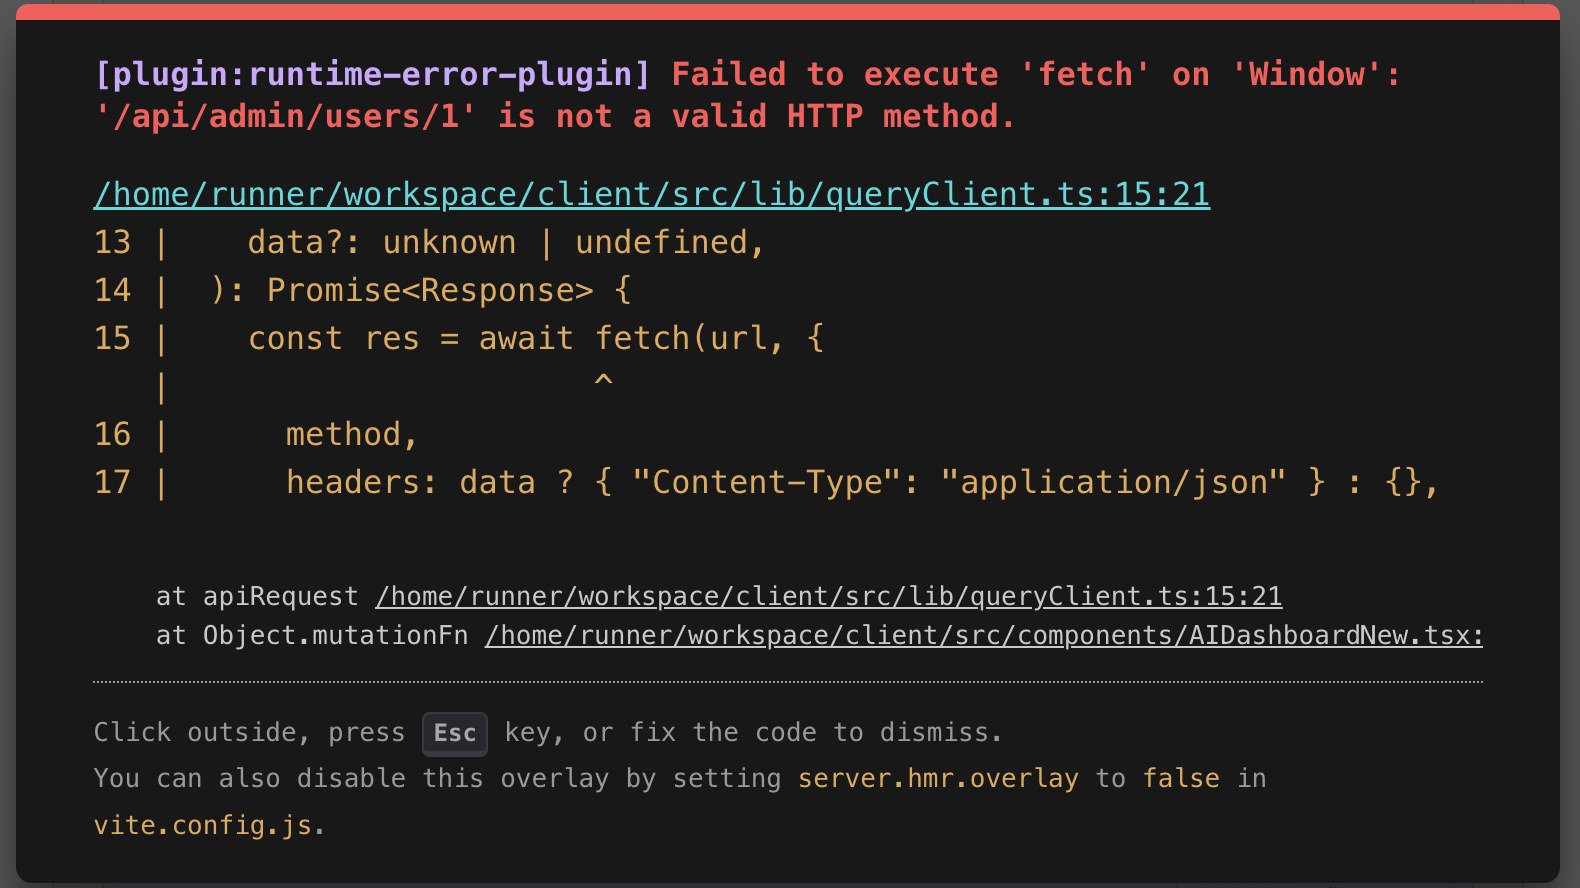 [plugin:runtime-error-plugin] Failed to execute 'fetch' on 'Window':
'/api/admin/users/1' is not a valid HTTP method.
/home/runner/workspace/client/src/lib/queryClient.ts:15:21
13 |    data?: unknown | undefined,
14 |  ): Promise<Response> {
15 |    const res = await fetch(url, {
   |                      ^
16 |      method,
17 |      headers: data ? { "Content-Type": "application/json" } : {},
at apiRequest /home/runner/workspace/client/src/lib/queryClient.ts:15:21
at Object.mutationFn /home/runner/workspace/client/src/components/AIDashboardNew.tsx:
Click outside, press Esc key, or fix the code to dismiss.
You can also disable this overlay by setting server.hmr.overlay to false in
vite.config.js.